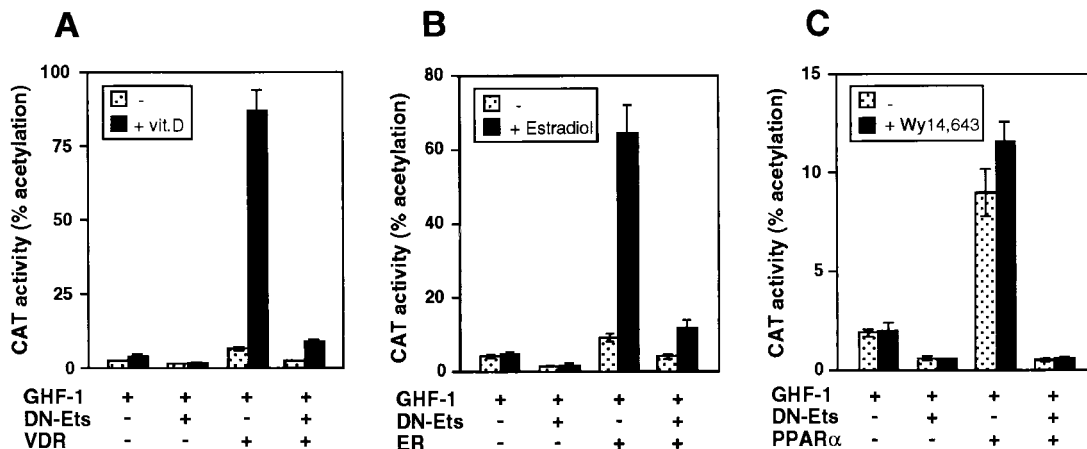 A
CAT activity (% acetylation)
100
75
50
25
0
-
+ vit.D
GHF-1 + + + +
DN-Ets - + - +
VDR - - + +
B
CAT activity (% acetylation)
80
60
40
20
0
-
+ Estradiol
GHF-1 + + + +
DN-Ets - + - +
ER - - + +
C
CAT activity (% acetylation)
15
10
5
0
-
+ Wy14,643
GHF-1 + + + +
DN-Ets - + - +
PPARα - - + +